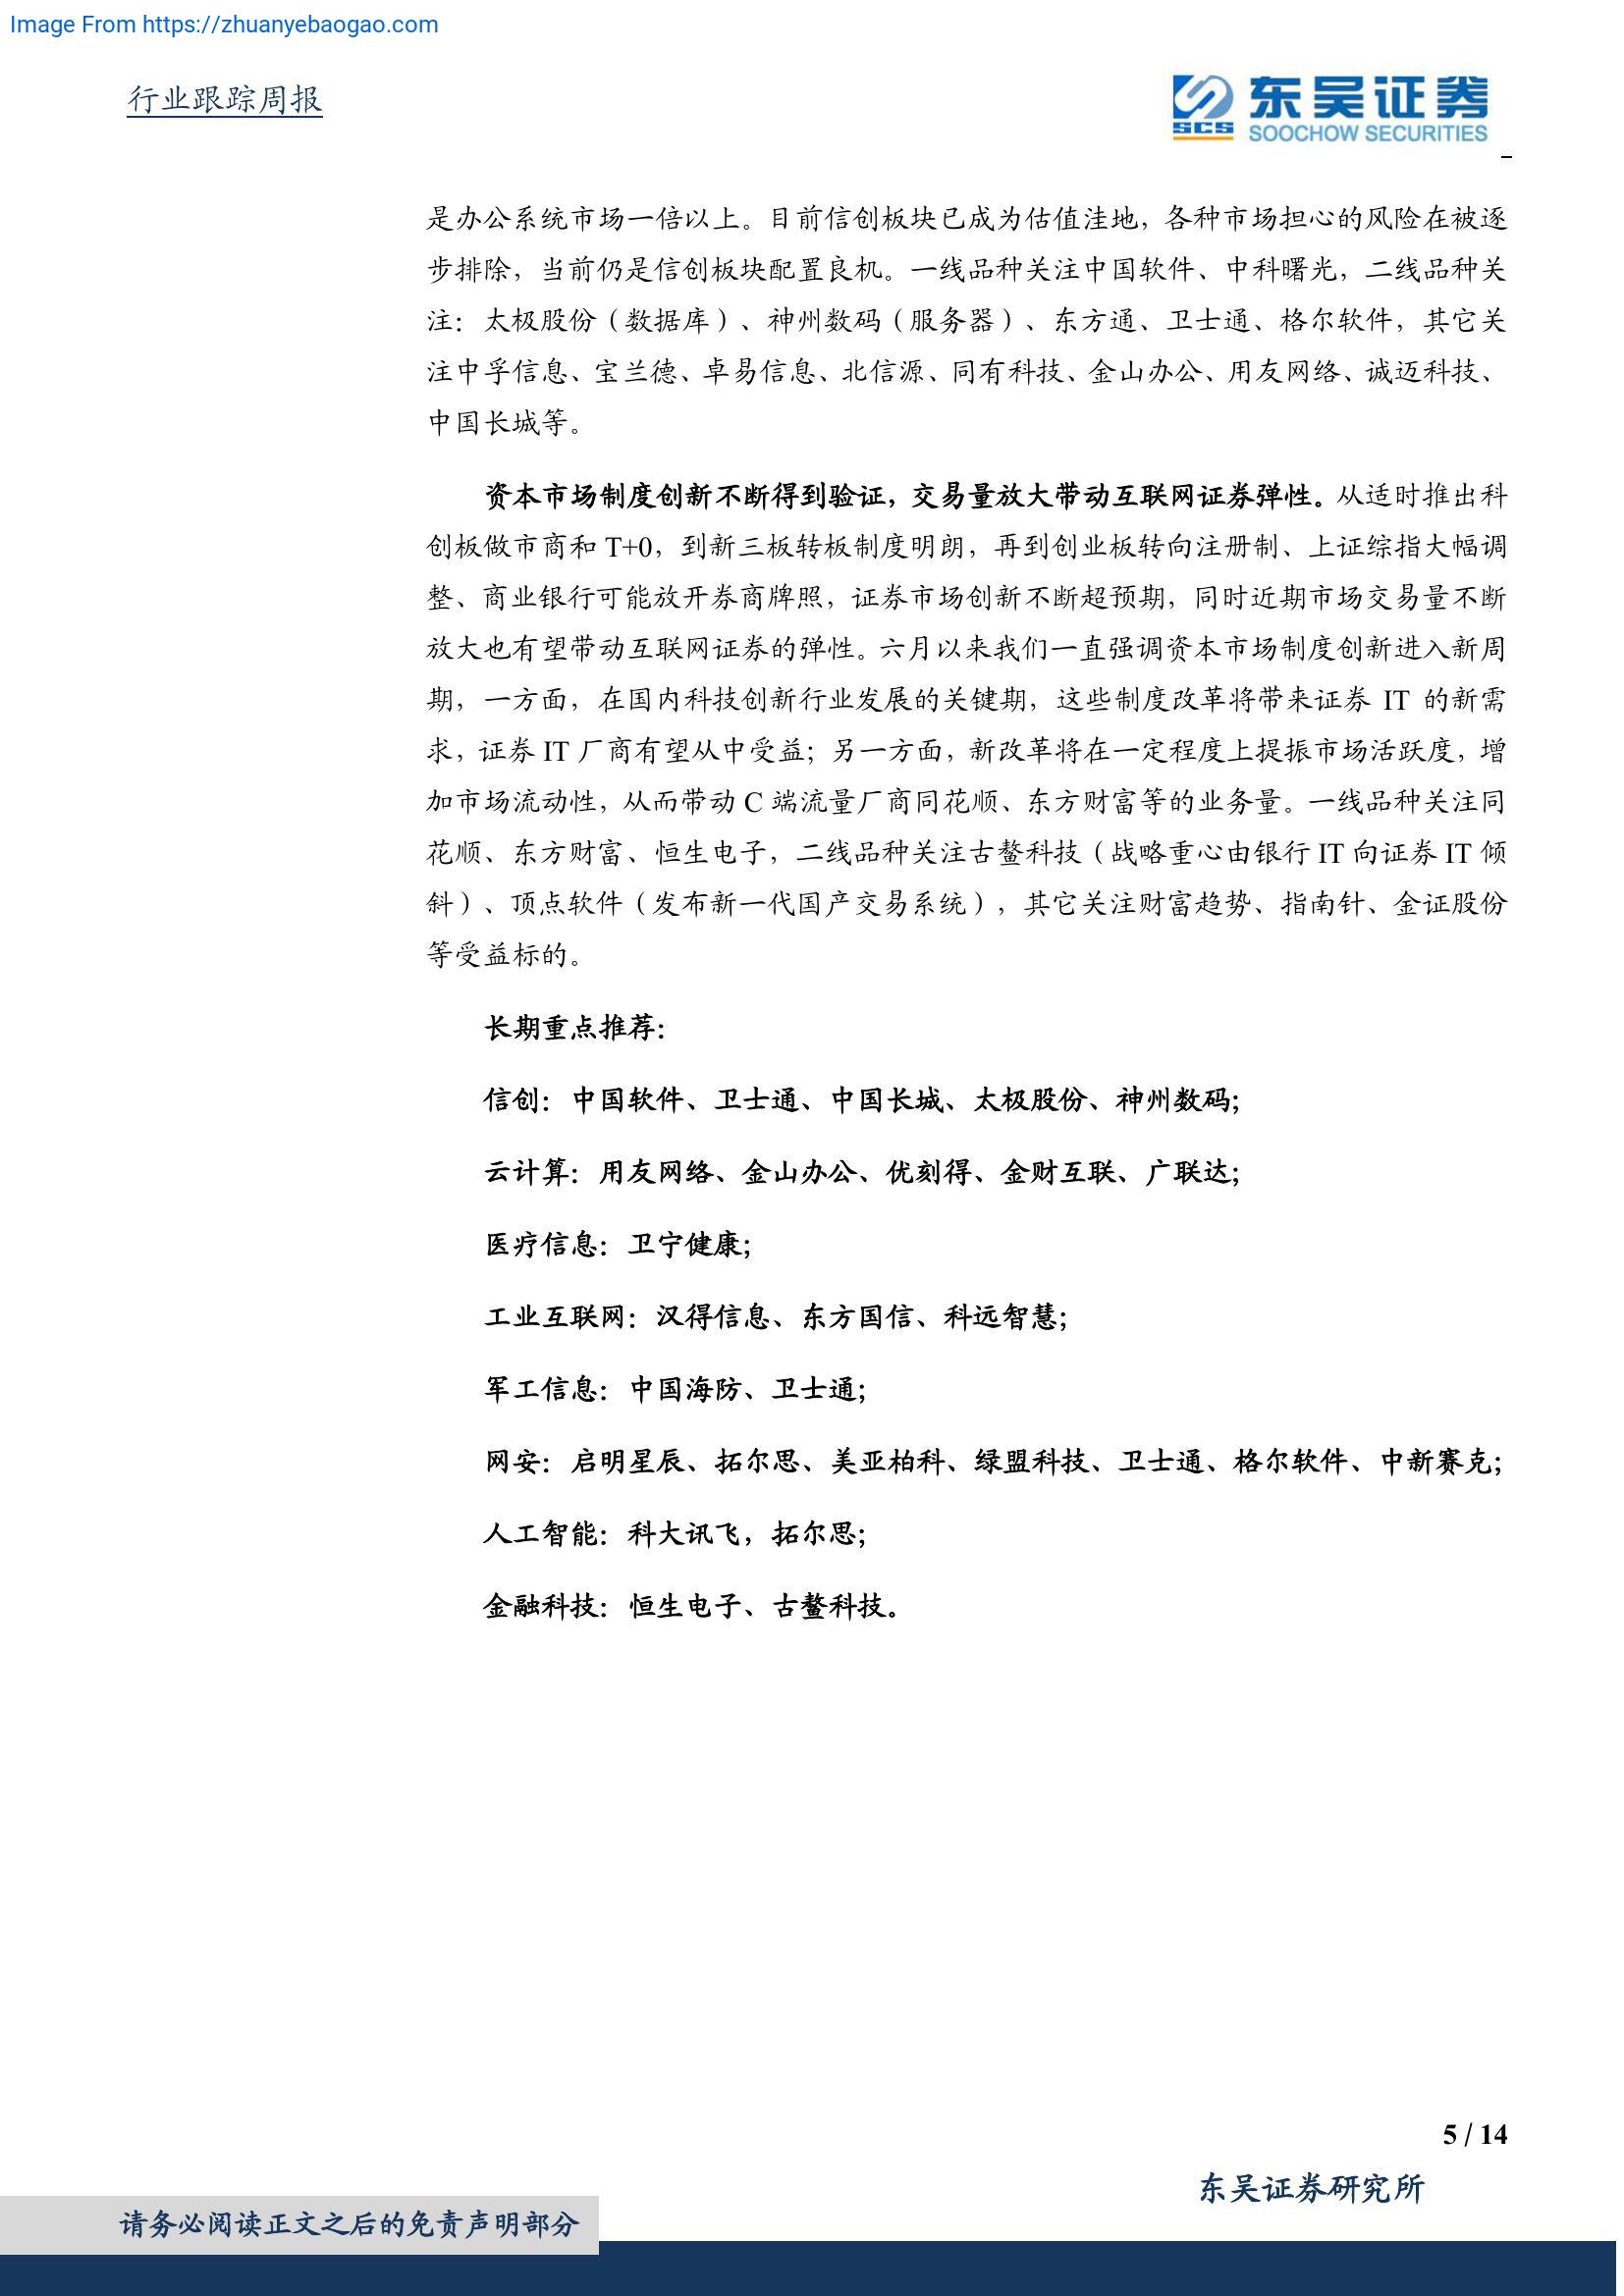 Image From https://zhuanyebaogao.com
行业跟踪周报
东吴证券
SCS
SOOCHOW SECURITIES
是办公系统市场一倍以上。目前信创板块已成为估值洼地，各种市场担心的风险在被逐
步排除，当前仍是信创板块配置良机。一线品种关注中国软件、中科曙光，二线品种关
注：太极股份（数据库）、神州数码（服务器）、东方通、卫士通、格尔软件，其它关
注中孚信息、宝兰德、卓易信息、北信源、同有科技、金山办公、用友网络、诚迈科技、
中国长城等。
资本市场制度创新不断得到验证，交易量放大带动互联网证券弹性。从适时推出科
创板做市商和 T+0，到新三板转板制度明朗，再到创业板转向注册制、上证综指大幅调
整、商业银行可能放开券商牌照，证券市场创新不断超预期，同时近期市场交易量不断
放大也有望带动互联网证券的弹性。六月以来我们一直强调资本市场制度创新进入新周
期，一方面，在国内科技创新行业发展的关键期，这些制度改革将带来证券 IT 的新需
求，证券 IT 厂商有望从中受益；另一方面，新改革将在一定程度上提振市场活跃度，增
加市场流动性，从而带动 C 端流量厂商同花顺、东方财富等的业务量。一线品种关注同
花顺、东方财富、恒生电子，二线品种关注古鳌科技（战略重心由银行 IT 向证券 IT 倾
斜）、顶点软件（发布新一代国产交易系统），其它关注财富趋势、指南针、金证股份
等受益标的。
长期重点推荐：
信创：中国软件、卫士通、中国长城、太极股份、神州数码；
云计算：用友网络、金山办公、优刻得、金财互联、广联达；
医疗信息：卫宁健康；
工业互联网：汉得信息、东方国信、科远智慧；
军工信息：中国海防、卫士通；
网安：启明星辰、拓尔思、美亚柏科、绿盟科技、卫士通、格尔软件、中新赛克；
人工智能：科大讯飞，拓尔思；
金融科技：恒生电子、古鳌科技。
5 / 14
东吴证券研究所
请务必阅读正文之后的免责声明部分